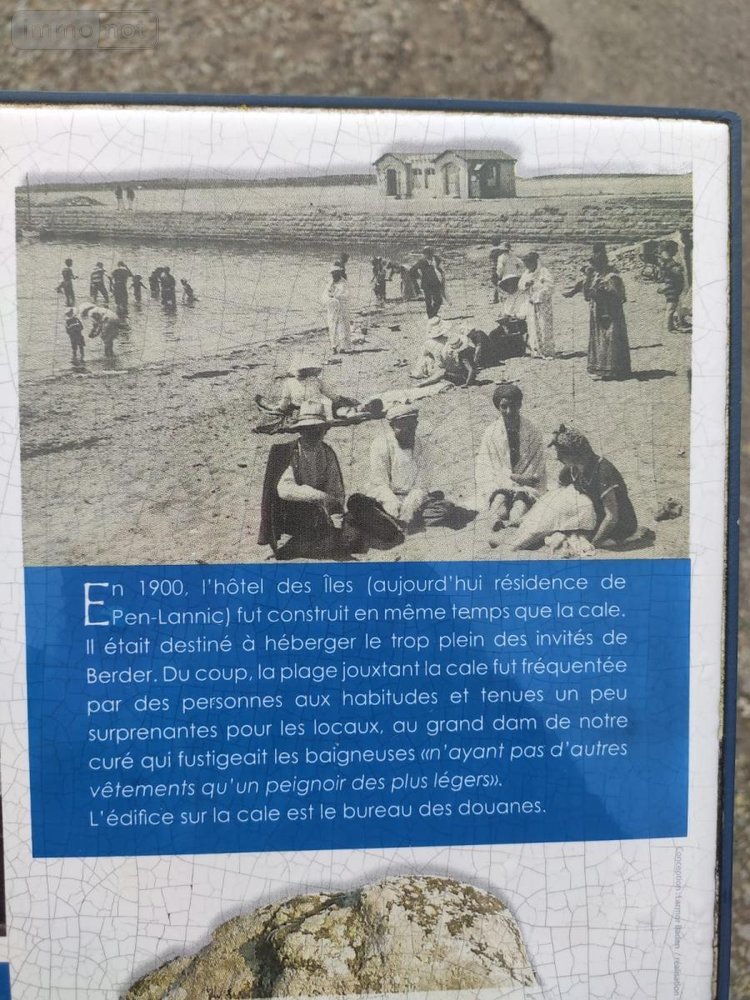 immo not
En 1900, l'hôtel des Îles (aujourd'hui résidence de
Pen-Lannic) fut construit en même temps que la cale.
Il était destiné à héberger le trop plein des invités de
Berder. Du coup, la plage jouxtant la cale fut fréquentée
par des personnes aux habitudes et tenues un peu
surprenantes pour les locaux, au grand dam de notre
curé qui fustigeait les baigneuses «n'ayant pas d'autres
vêtements qu'un peignoir des plus légers».
L'édifice sur la cale est le bureau des douanes.
Conception :